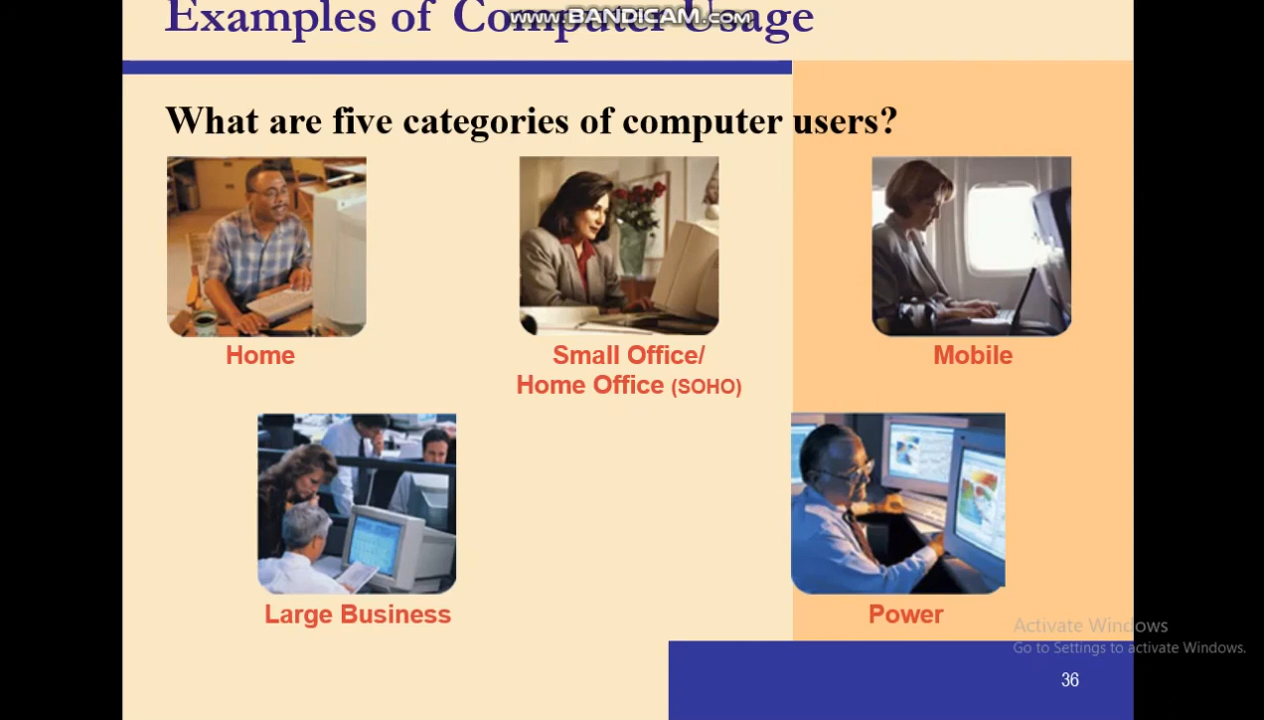 www.BANDICAM.com
Examples of Computer Usage
What are five categories of computer users?
Home
Small Office/
Home Office (SOHO)
Mobile
Large Business
Power
Activate Windows
Go to Settings to activate Windows.
36